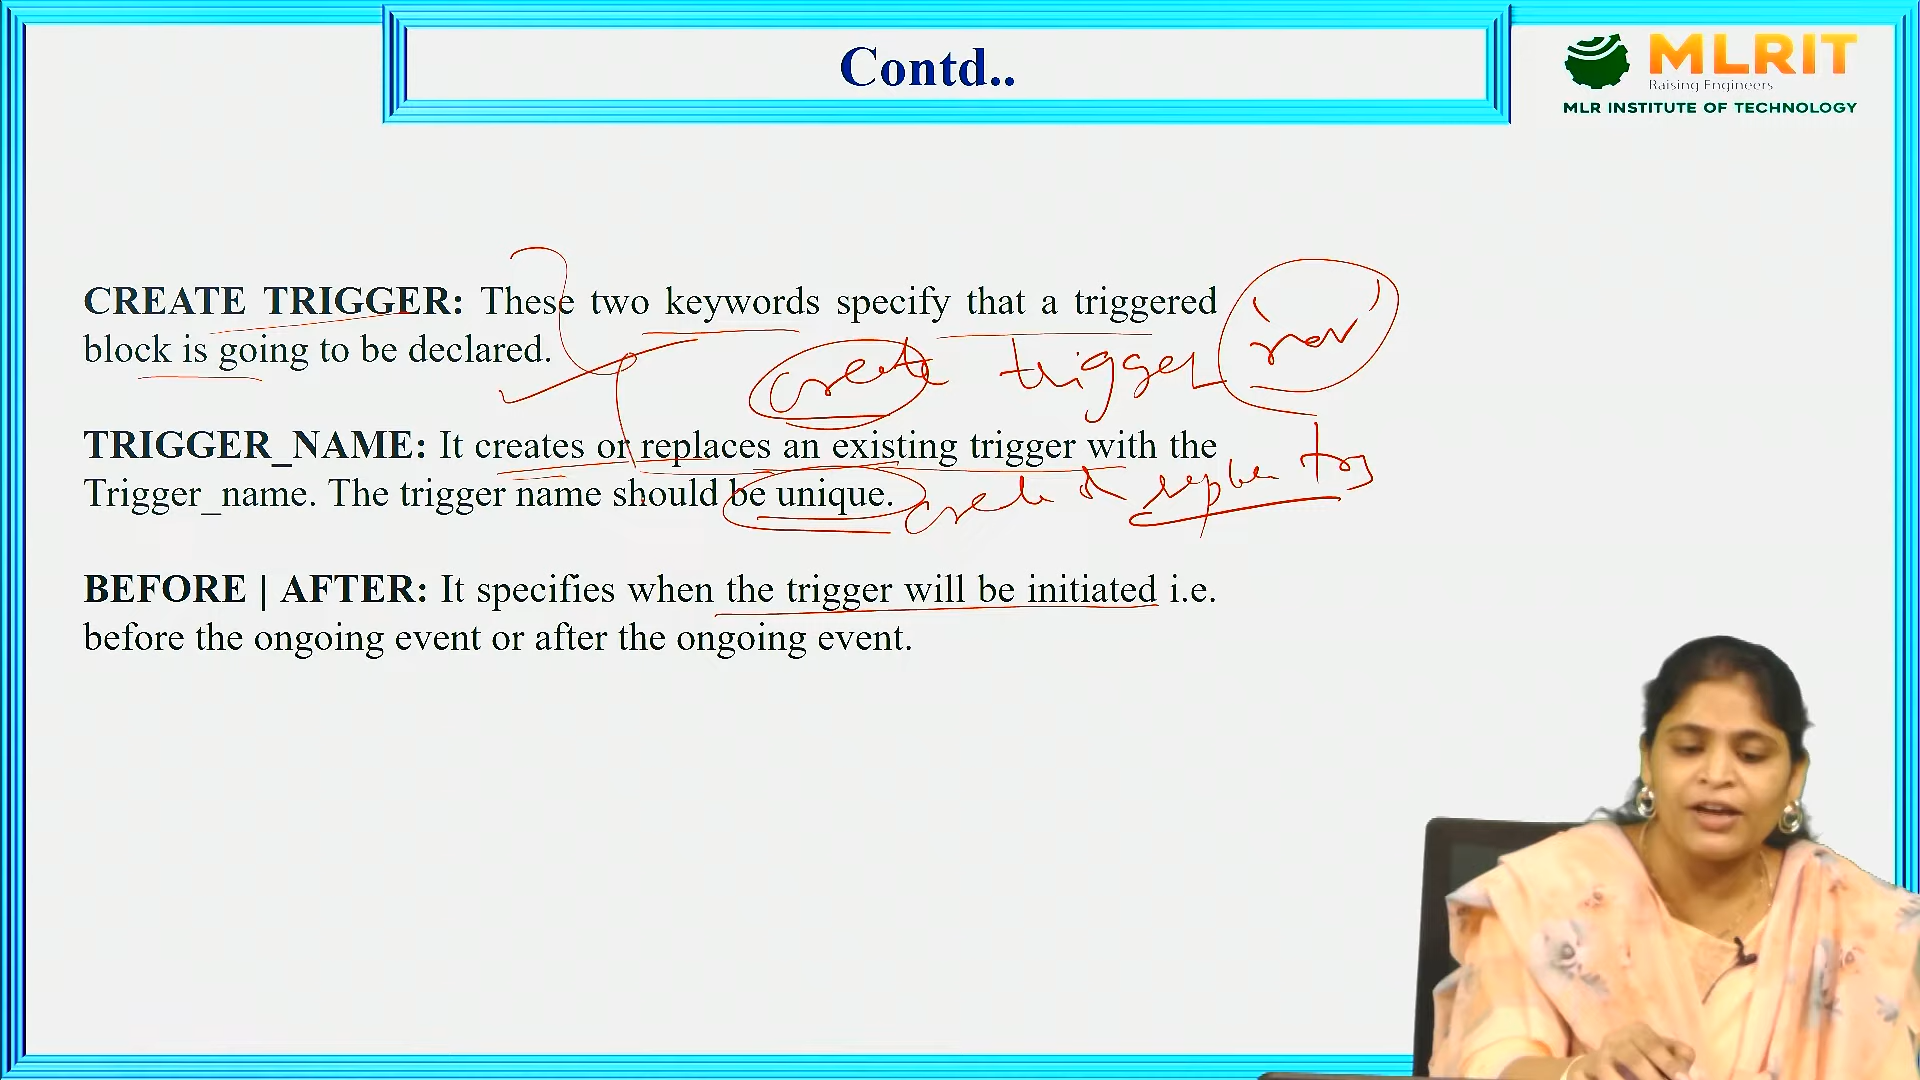 Contd..
MLRIT
Raising Engineers
MLR INSTITUTE OF TECHNOLOGY
CREATE TRIGGER: These two keywords specify that a triggered
block is going to be declared.
create trigger
TRIGGER_NAME: It creates or replaces an existing trigger with the
Trigger_name. The trigger name should be unique.
BEFORE | AFTER: It specifies when the trigger will be initiated i.e.
before the ongoing event or after the ongoing event.